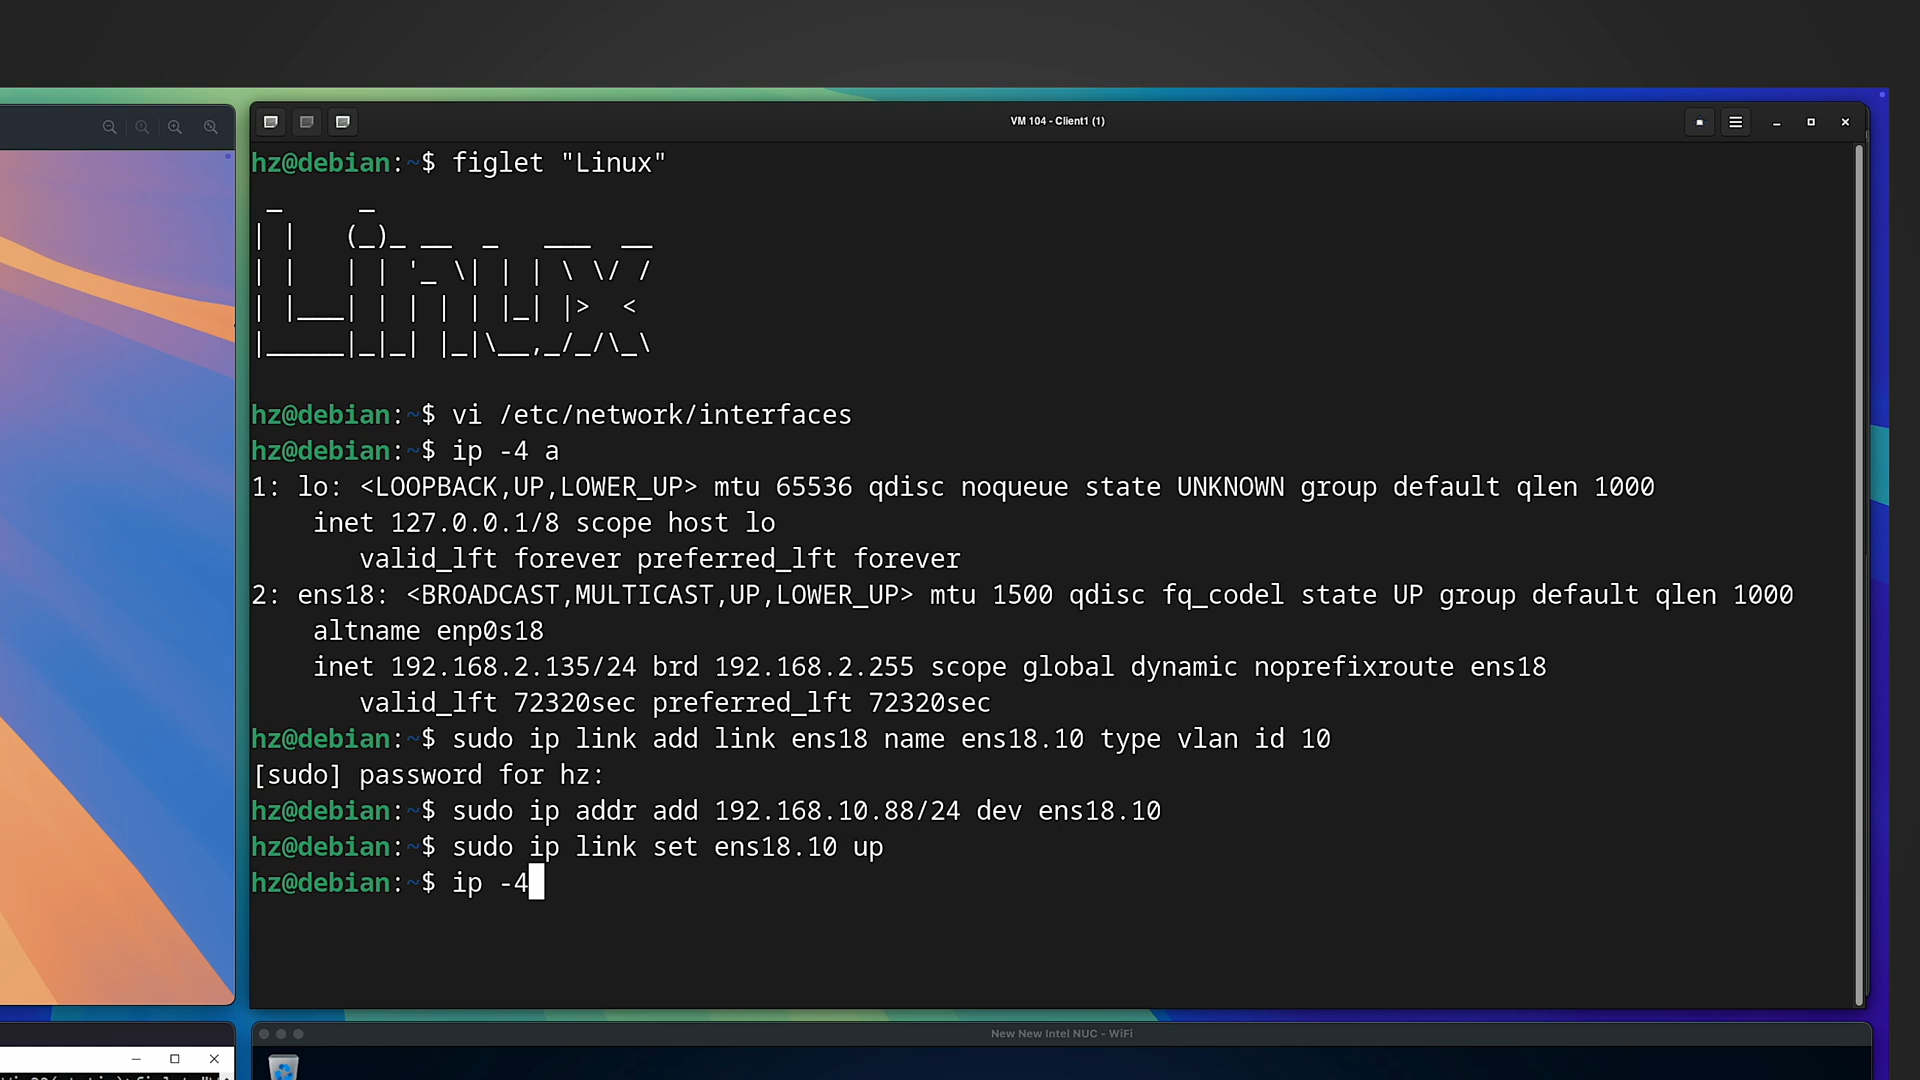 VM 104 - Client1 (1)
hz@debian:~$ figlet "Linux"
 _     _
| |   (_)_ __  _   ___  __
| |   | | '_ \| | | \ \/ /
| |___| | | | | |_| |>  <
|_____|_|_| |_|\__,_/_/\_\
hz@debian:~$ vi /etc/network/interfaces
hz@debian:~$ ip -4 a
1: lo: <LOOPBACK,UP,LOWER_UP> mtu 65536 qdisc noqueue state UNKNOWN group default qlen 1000
    inet 127.0.0.1/8 scope host lo
       valid_lft forever preferred_lft forever
2: ens18: <BROADCAST,MULTICAST,UP,LOWER_UP> mtu 1500 qdisc fq_codel state UP group default qlen 1000
    altname enp0s18
    inet 192.168.2.135/24 brd 192.168.2.255 scope global dynamic noprefixroute ens18
       valid_lft 72320sec preferred_lft 72320sec
hz@debian:~$ sudo ip link add link ens18 name ens18.10 type vlan id 10
[sudo] password for hz:
hz@debian:~$ sudo ip addr add 192.168.10.88/24 dev ens18.10
hz@debian:~$ sudo ip link set ens18.10 up
hz@debian:~$ ip -4
New New Intel NUC - WiFi